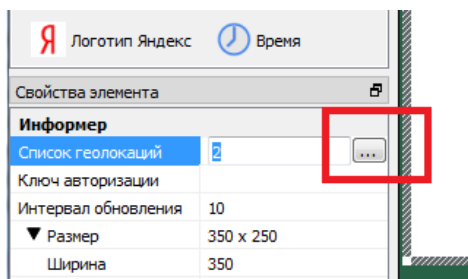 Я Логотип Яндекс Время
Свойства элемента
Информер
Список геолокаций 2 ...
Ключ авторизации
Интервал обновления 10
▼ Размер 350 x 250
Ширина 350